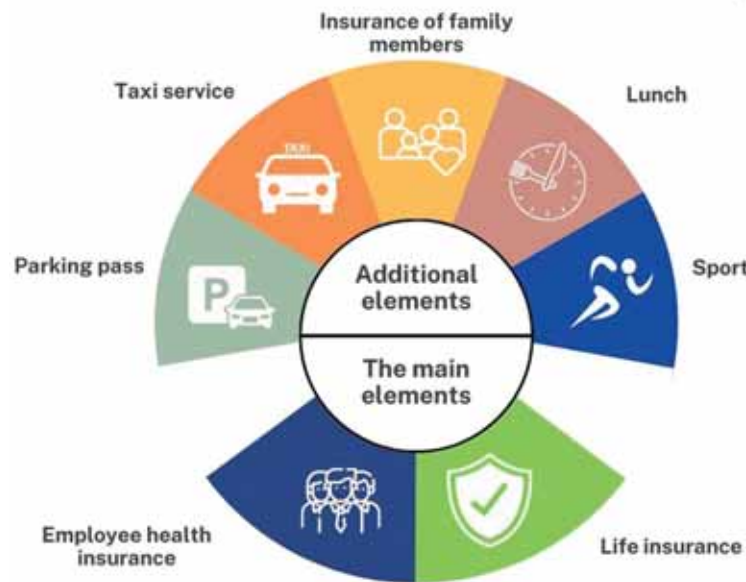 Insurance of family
members
Taxi service
Lunch
TAXI
Parking pass
P
Sport
Additional
elements
The main
elements
Employee health
insurance
Life insurance